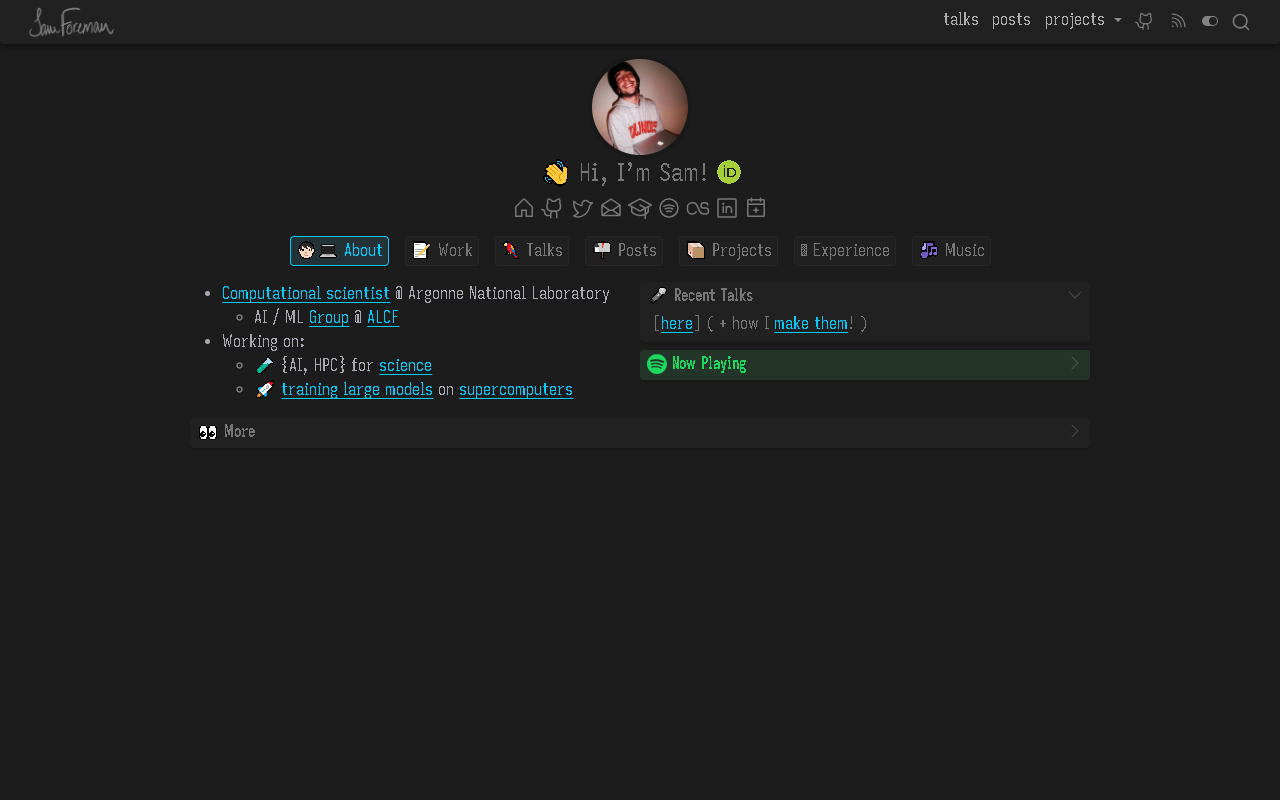 Sam Foreman
talks posts projects
ILLINOIS
👋 Hi, I'm Sam! iD
About Work Talks Posts Projects Experience Music
Computational scientist @ Argonne National Laboratory
AI / ML Group @ ALCF
Working on:
🧪 {AI, HPC} for science
🚀 training large models on supercomputers
🎤 Recent Talks
[here] ( + how I make them! )
Now Playing
👀 More